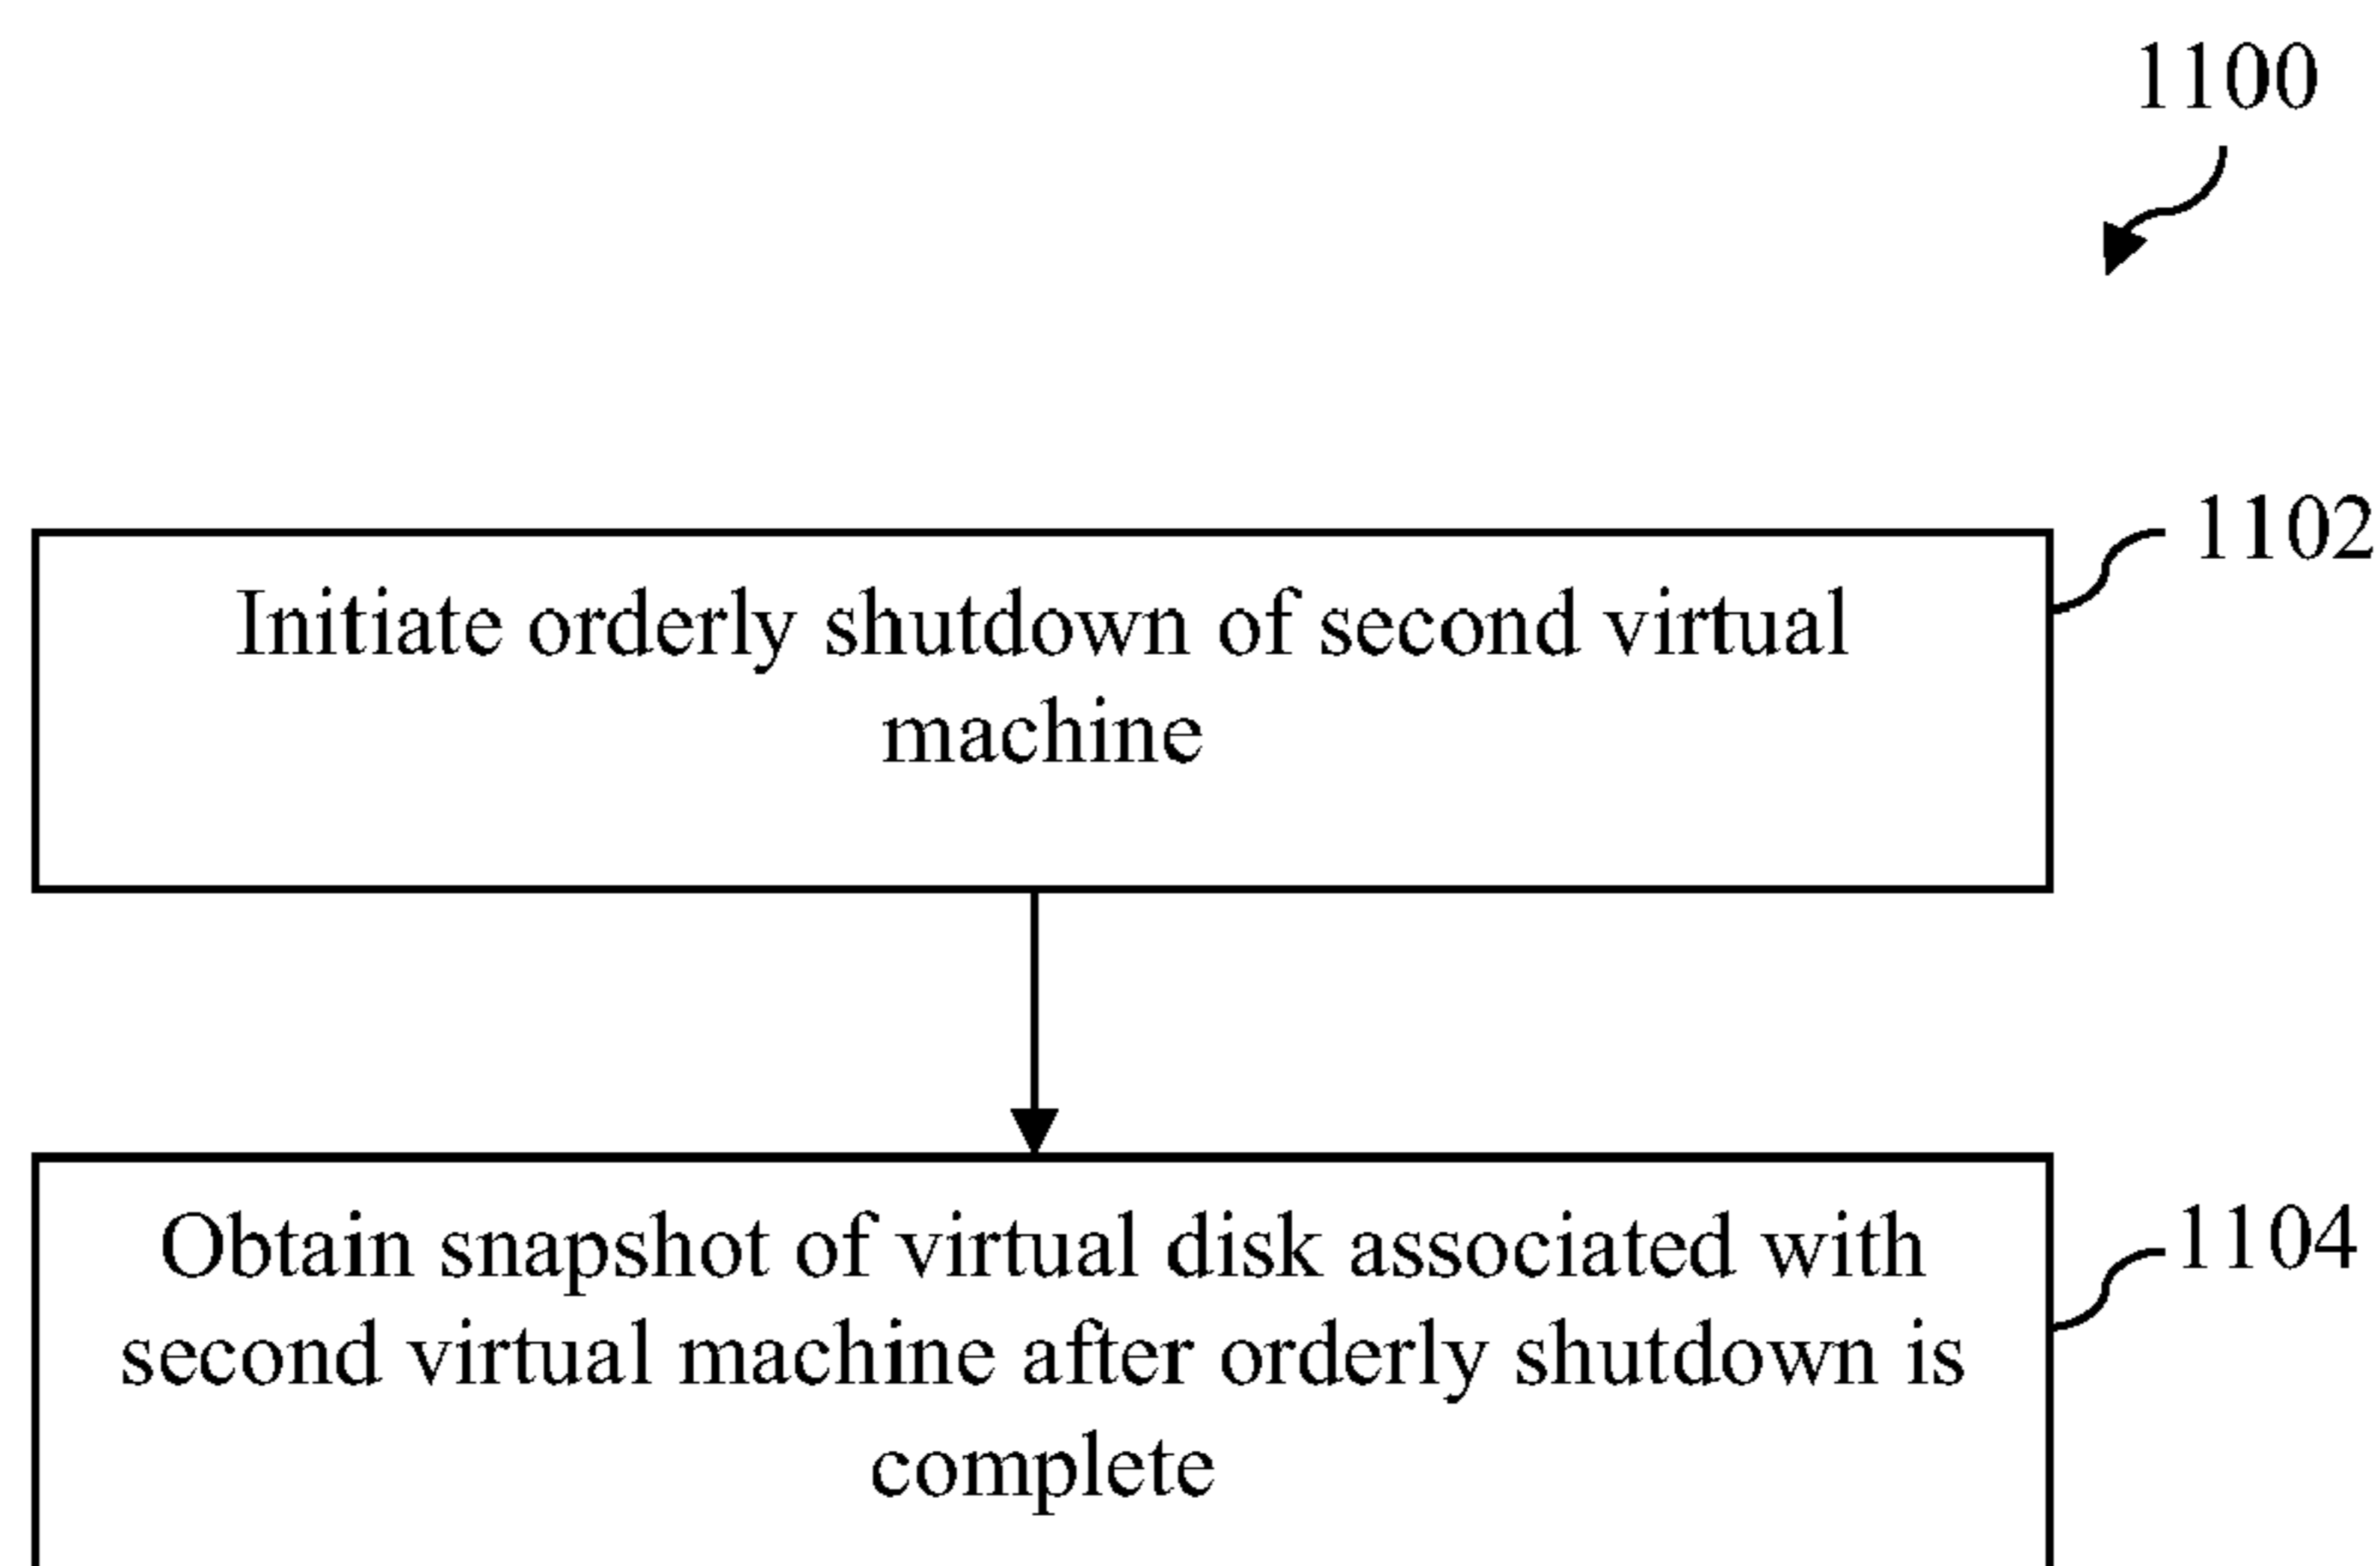 1100
1102
Initiate orderly shutdown of second virtual
machine
1104
Obtain snapshot of virtual disk associated with
second virtual machine after orderly shutdown is
complete